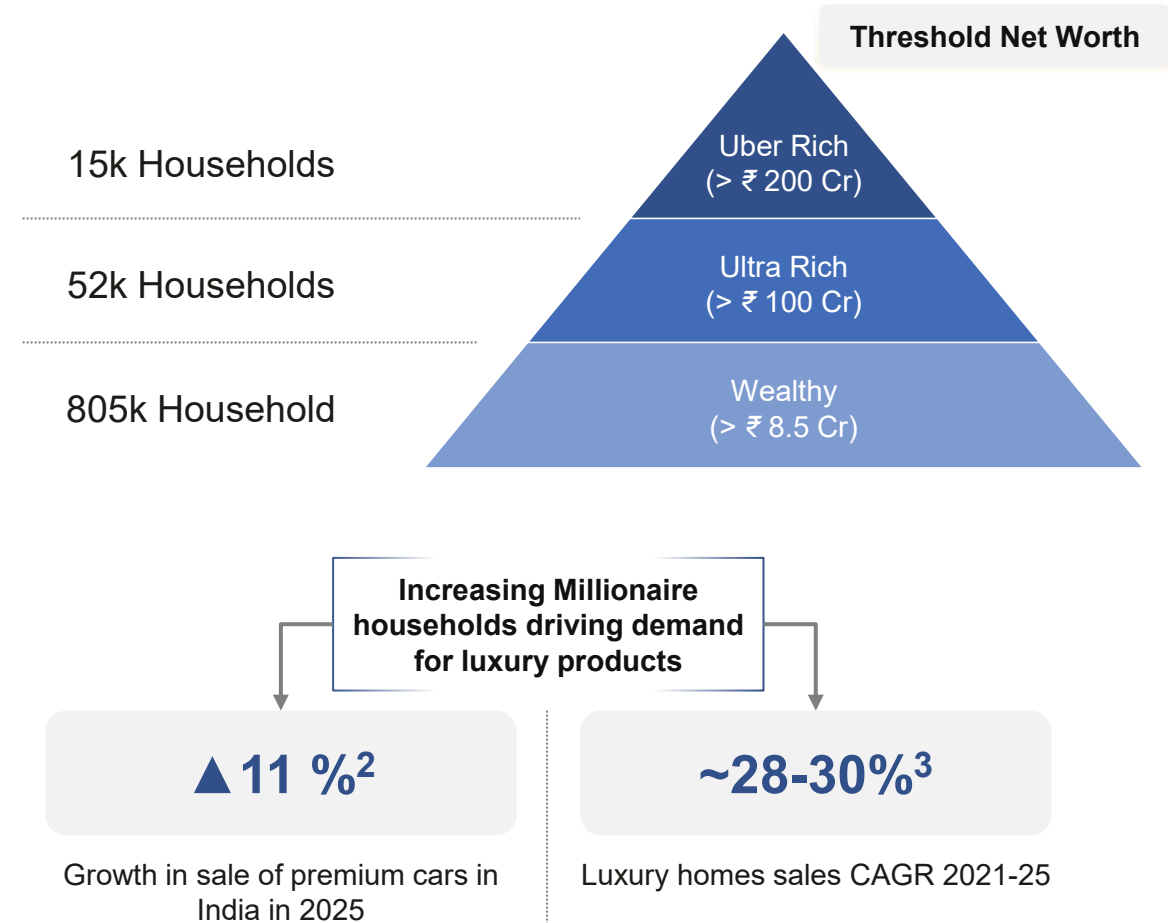 Threshold Net Worth
15k Households
Uber Rich
(> ₹ 200 Cr)
52k Households
Ultra Rich
(> ₹ 100 Cr)
805k Household
Wealthy
(> ₹ 8.5 Cr)
Increasing Millionaire
households driving demand
for luxury products
▲11 %²
~28-30%³
Growth in sale of premium cars in
India in 2025
Luxury homes sales CAGR 2021-25